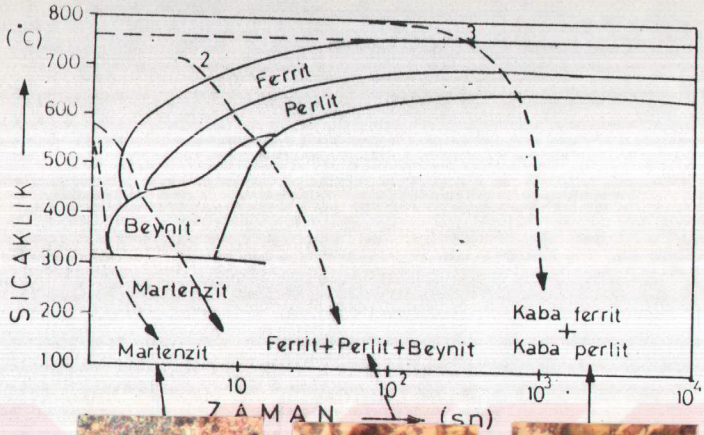 (°C)
SICAKLIK
800
700
600
500
400
300
200
100
1
2
3
Ferrit
Perlit
Beynit
Martenzit
Martenzit
Ferrit+Perlit+Beynit
Kaba ferrit
+
Kaba perlit
10
10²
10³
10⁴
ZAMAN (sn)